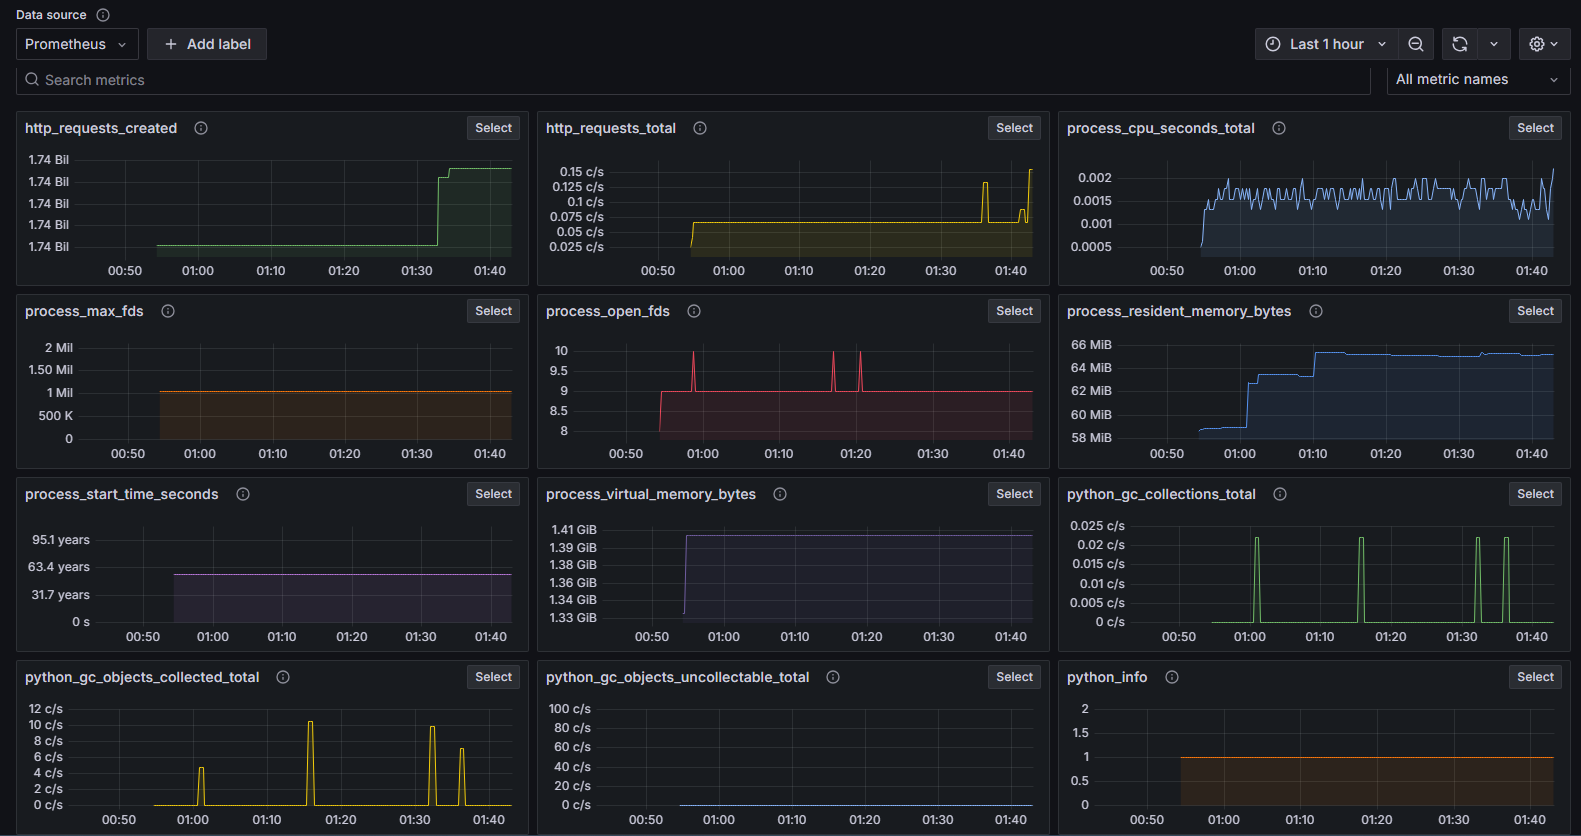 Data source
Prometheus
Add label
Last 1 hour
Search metrics
All metric names
http_requests_created
Select
1.74 Bil
1.74 Bil
1.74 Bil
1.74 Bil
1.74 Bil
00:50 01:00 01:10 01:20 01:30 01:40
http_requests_total
Select
0.15 c/s
0.125 c/s
0.1 c/s
0.075 c/s
0.05 c/s
0.025 c/s
00:50 01:00 01:10 01:20 01:30 01:40
process_cpu_seconds_total
Select
0.002
0.0015
0.001
0.0005
00:50 01:00 01:10 01:20 01:30 01:40
process_max_fds
Select
2 Mil
1.50 Mil
1 Mil
500 K
0
00:50 01:00 01:10 01:20 01:30 01:40
process_open_fds
Select
10
9.5
9
8.5
8
00:50 01:00 01:10 01:20 01:30 01:40
process_resident_memory_bytes
Select
66 MiB
64 MiB
62 MiB
60 MiB
58 MiB
00:50 01:00 01:10 01:20 01:30 01:40
process_start_time_seconds
Select
95.1 years
63.4 years
31.7 years
0 s
00:50 01:00 01:10 01:20 01:30 01:40
process_virtual_memory_bytes
Select
1.41 GiB
1.39 GiB
1.38 GiB
1.36 GiB
1.34 GiB
1.33 GiB
00:50 01:00 01:10 01:20 01:30 01:40
python_gc_collections_total
Select
0.025 c/s
0.02 c/s
0.015 c/s
0.01 c/s
0.005 c/s
0 c/s
00:50 01:00 01:10 01:20 01:30 01:40
python_gc_objects_collected_total
Select
12 c/s
10 c/s
8 c/s
6 c/s
4 c/s
2 c/s
0 c/s
00:50 01:00 01:10 01:20 01:30 01:40
python_gc_objects_uncollectable_total
Select
100 c/s
80 c/s
60 c/s
40 c/s
20 c/s
0 c/s
00:50 01:00 01:10 01:20 01:30 01:40
python_info
Select
2
1.5
1
0.5
0
00:50 01:00 01:10 01:20 01:30 01:40